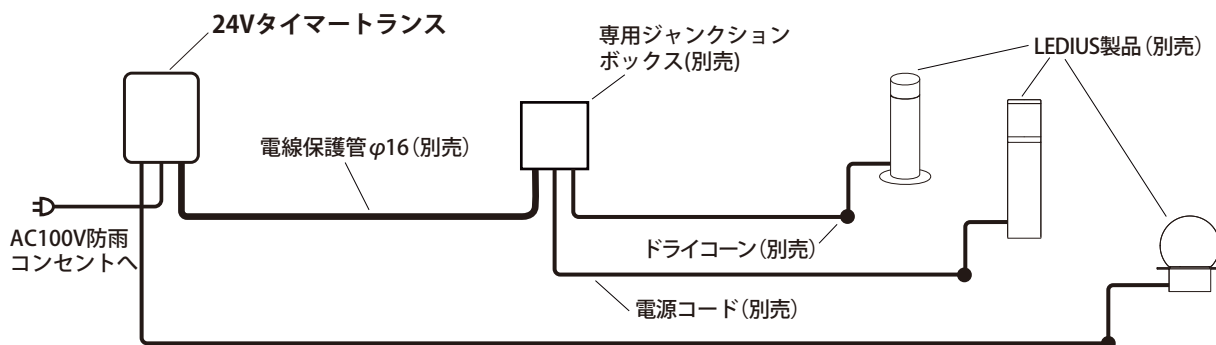 24Vタイマートランス
専用ジャンクション
ボックス(別売)
LEDIUS製品(別売)
電線保護管φ16(別売)
AC100V防雨
コンセントへ
ドライコーン(別売)
電源コード(別売)